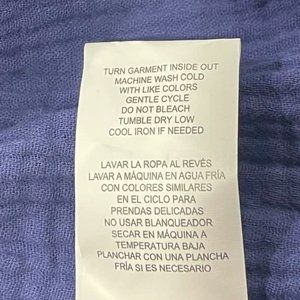 TURN GARMENT INSIDE OUT
MACHINE WASH COLD
WITH LIKE COLORS
GENTLE CYCLE
DO NOT BLEACH
TUMBLE DRY LOW
COOL IRON IF NEEDED
LAVAR LA ROPA AL REVÉS
LAVAR A MÁQUINA EN AGUA FRÍA
CON COLORES SIMILARES
EN EL CICLO PARA
PRENDAS DELICADAS
NO USAR BLANQUEADOR
SECAR EN MÁQUINA A
TEMPERATURA BAJA
PLANCHAR CON UNA PLANCHA
FRÍA SI ES NECESARIO